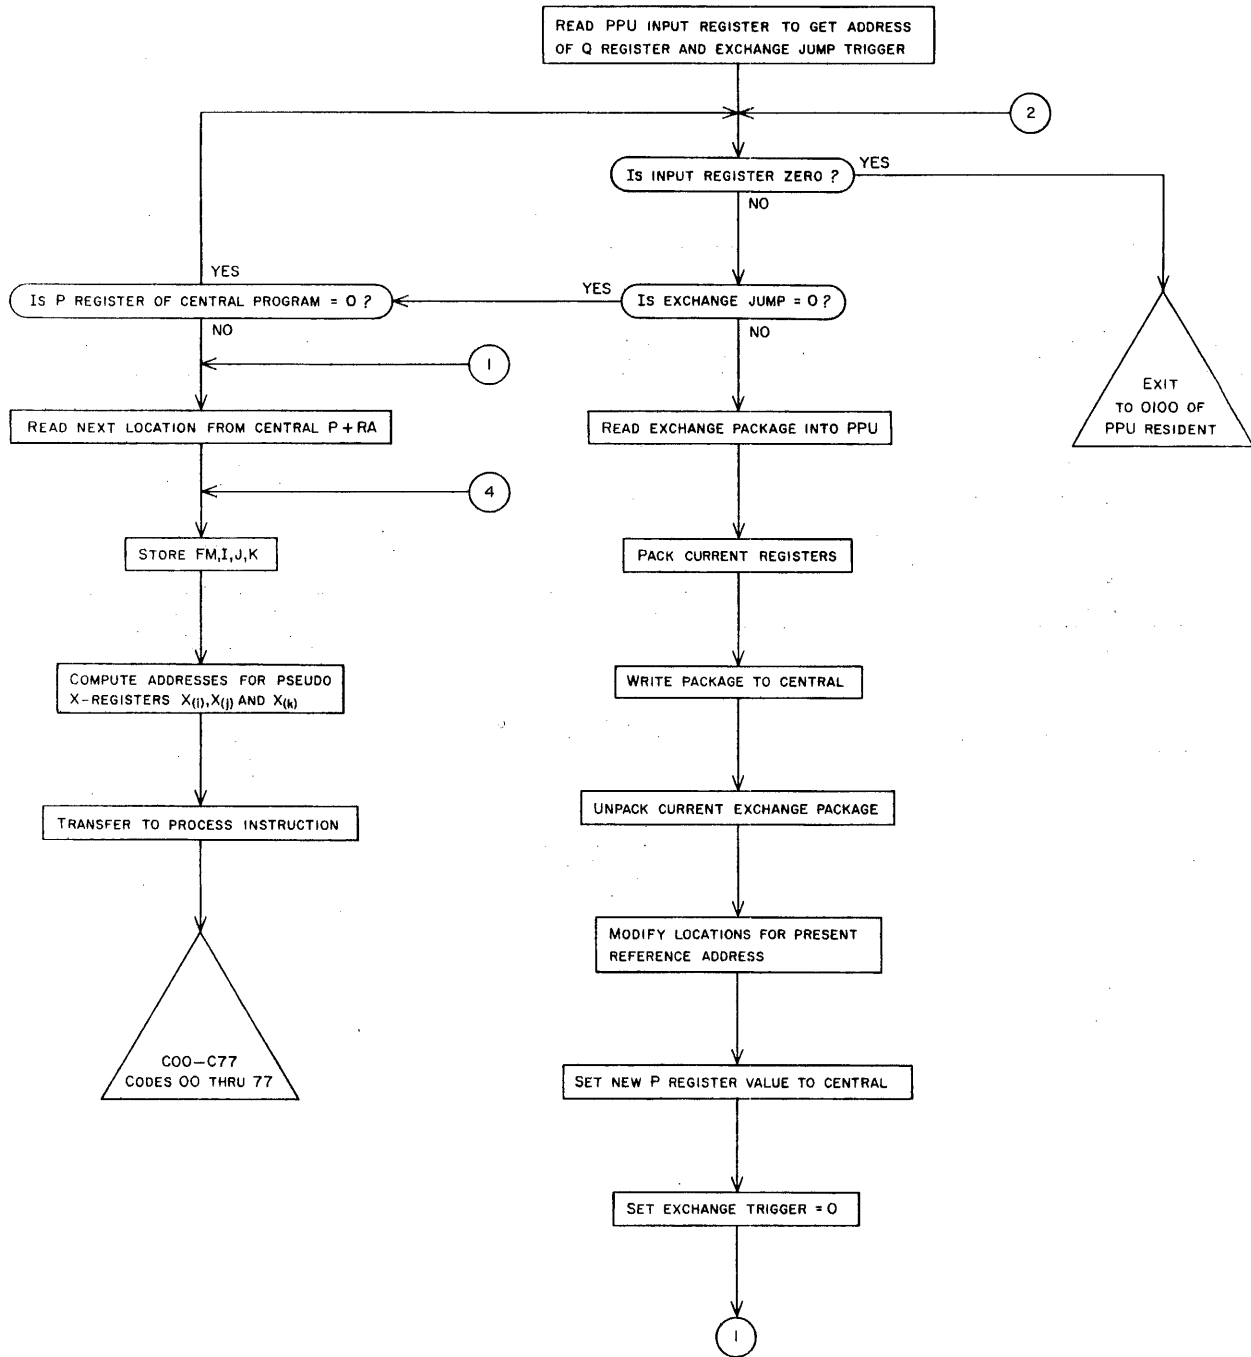 READ PPU INPUT REGISTER TO GET ADDRESS
OF Q REGISTER AND EXCHANGE JUMP TRIGGER
2
IS INPUT REGISTER ZERO ?
YES
NO
YES
IS P REGISTER OF CENTRAL PROGRAM = 0 ?
YES
IS EXCHANGE JUMP = 0 ?
NO
NO
1
EXIT
TO 0100 OF
PPU RESIDENT
READ NEXT LOCATION FROM CENTRAL P + RA
READ EXCHANGE PACKAGE INTO PPU
4
STORE FM,I,J,K
PACK CURRENT REGISTERS
COMPUTE ADDRESSES FOR PSEUDO
X-REGISTERS X(i),X(j) AND X(k)
WRITE PACKAGE TO CENTRAL
TRANSFER TO PROCESS INSTRUCTION
UNPACK CURRENT EXCHANGE PACKAGE
MODIFY LOCATIONS FOR PRESENT
REFERENCE ADDRESS
C00-C77
CODES 00 THRU 77
SET NEW P REGISTER VALUE TO CENTRAL
SET EXCHANGE TRIGGER = 0
1